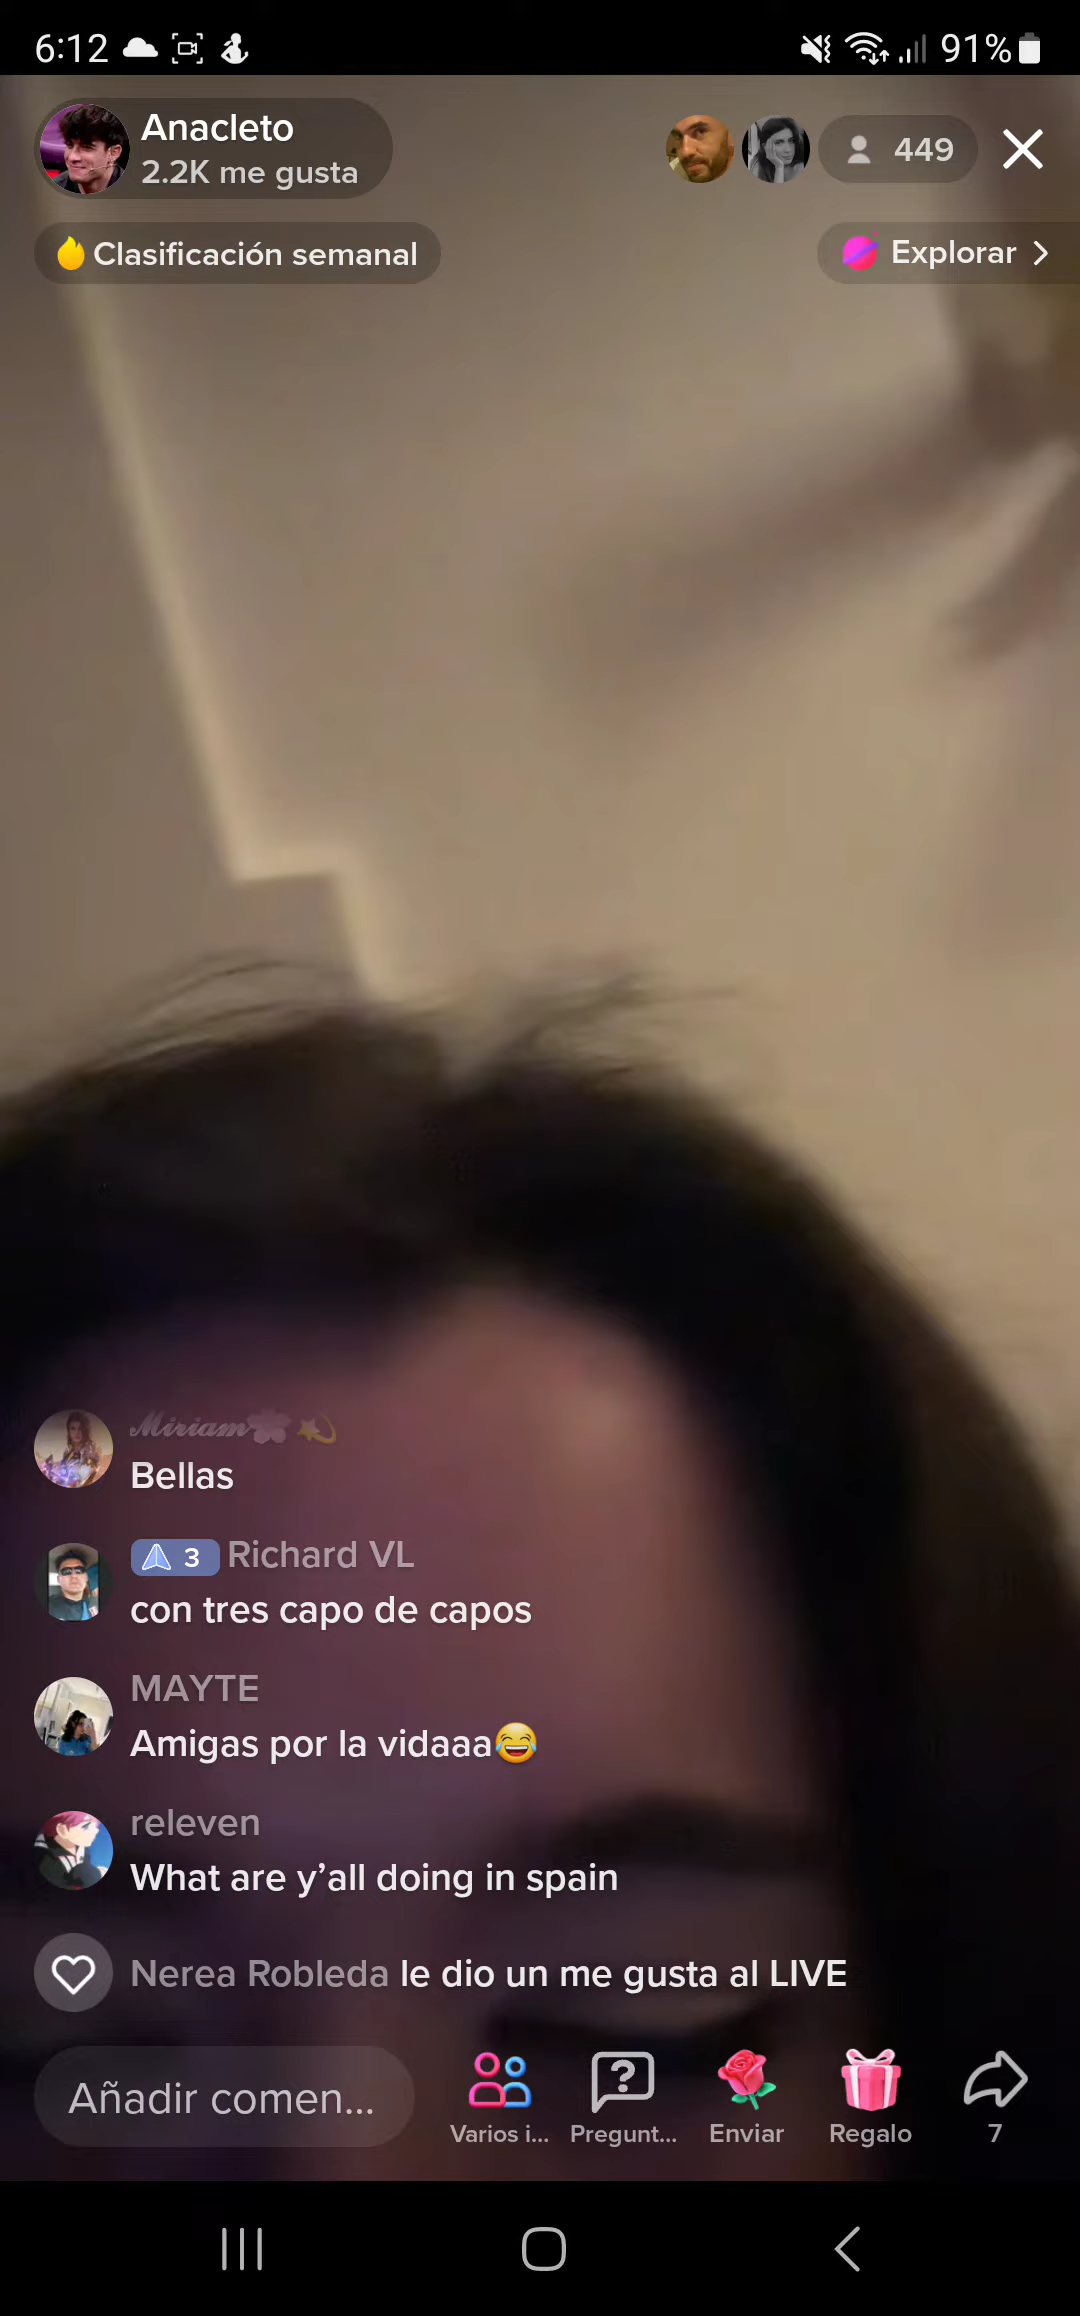 6:12
91%
Anacleto
2.2K me gusta
449
Clasificación semanal
Explorar
𝓜𝓲𝓻𝓲𝓪𝓶🌸💫
Bellas
3 Richard VL
con tres capo de capos
MAYTE
Amigas por la vidaaa😂
releven
What are y’all doing in spain
Nerea Robleda le dio un me gusta al LIVE
Añadir comen...
Varios i...
Pregunt...
Enviar
Regalo
7